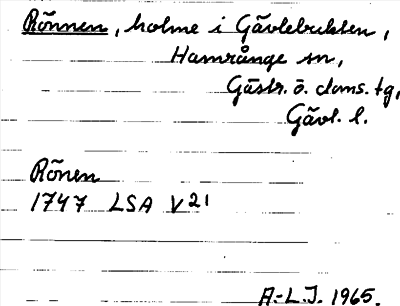 Rönnen, holme i Gävlebukten,
Hamrånge sn,
Gästr. ö. doms. tg,
Gävl. l.
Rönen
1747 LSA V21
A.-L.J. 1965.